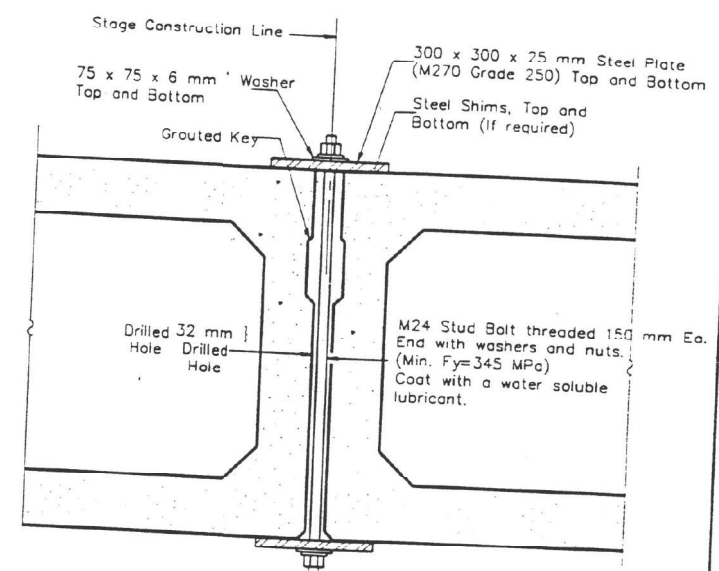 Stage Construction Line
300 x 300 x 25 mm Steel Plate
(M270 Grade 250) Top and Bottom
75 x 75 x 6 mm ' Washer
Top and Bottom
Steel Shims, Top and
Bottom (If required)
Grouted Key
Drilled 32 mm }
Hole Drilled
Hole
M24 Stud Bolt threaded 150 mm Ea.
End with washers and nuts.
(Min. Fy=345 MPa)
Coat with a water soluble
lubricant.